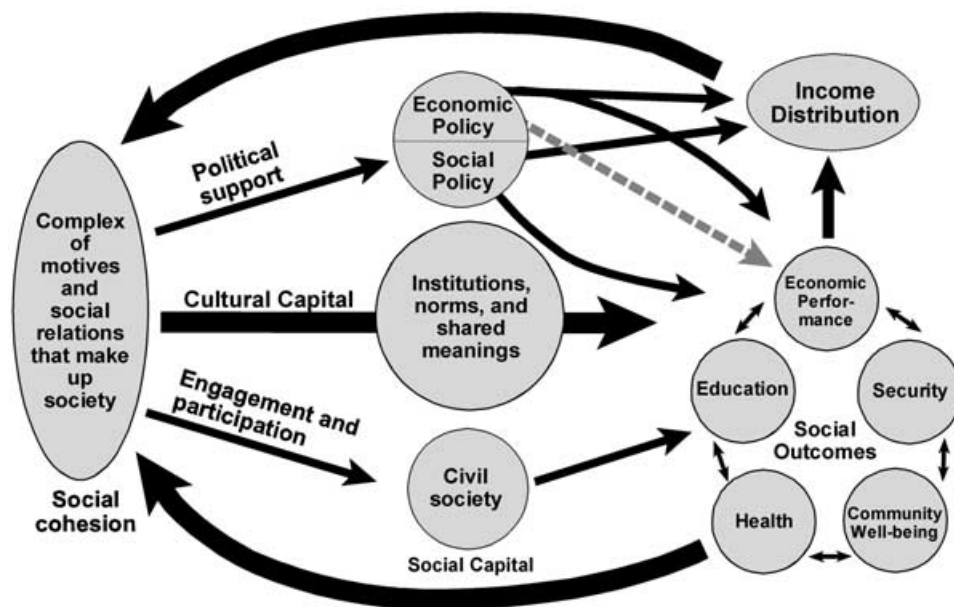 Complex
of
motives
and
social
relations
that make
up
society
Social
cohesion
Political
support
Cultural Capital
Engagement and
participation
Economic
Policy
Social
Policy
Institutions,
norms, and
shared
meanings
Civil
society
Social Capital
Income
Distribution
Economic
Perfor-
mance
Education
Security
Social
Outcomes
Health
Community
Well-being